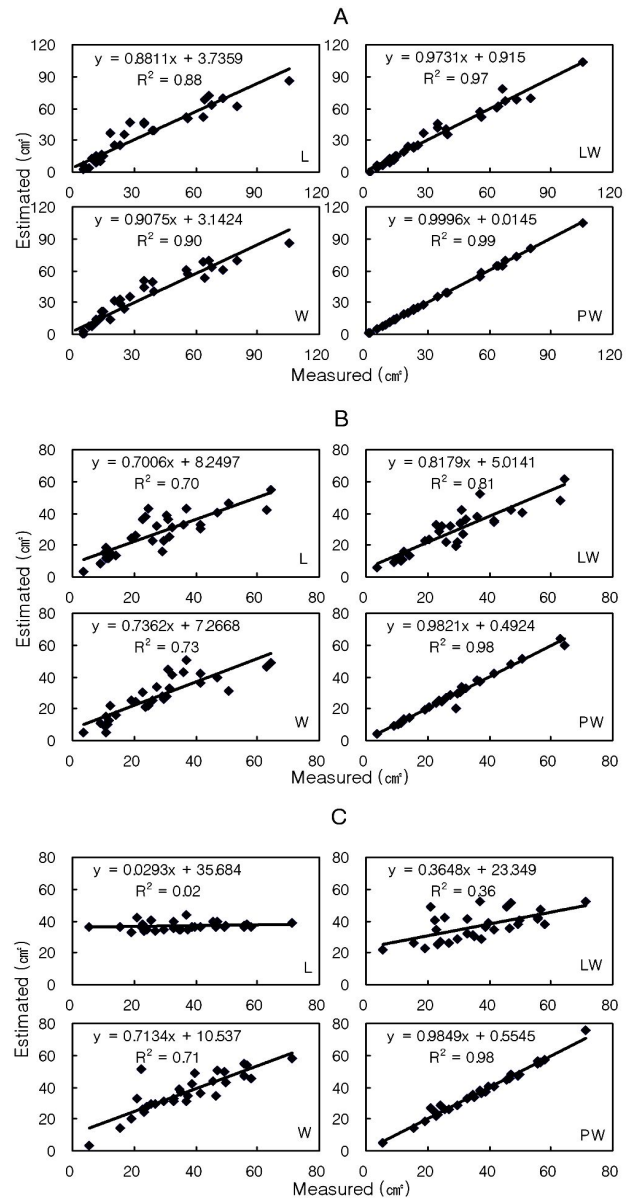 A
120
90
60
30
0
y = 0.8811x + 3.7359
R² = 0.88
L
0 30 60 90 120
120
90
60
30
0
y = 0.9731x + 0.915
R² = 0.97
LW
0 30 60 90 120
Estimated (㎠)
120
90
60
30
0
y = 0.9075x + 3.1424
R² = 0.90
W
0 30 60 90 120
120
90
60
30
0
y = 0.9996x + 0.0145
R² = 0.99
PW
0 30 60 90 120
Measured (㎠)
B
80
60
40
20
0
y = 0.7006x + 8.2497
R² = 0.70
L
0 20 40 60 80
80
60
40
20
0
y = 0.8179x + 5.0141
R² = 0.81
LW
0 20 40 60 80
Estimated (㎠)
80
60
40
20
0
y = 0.7362x + 7.2668
R² = 0.73
W
0 20 40 60 80
80
60
40
20
0
y = 0.9821x + 0.4924
R² = 0.98
PW
0 20 40 60 80
Measured (㎠)
C
80
60
40
20
0
y = 0.0293x + 35.684
R² = 0.02
L
0 20 40 60 80
80
60
40
20
0
y = 0.3648x + 23.349
R² = 0.36
LW
0 20 40 60 80
Estimated (㎠)
80
60
40
20
0
y = 0.7134x + 10.537
R² = 0.71
W
0 20 40 60 80
80
60
40
20
0
y = 0.9849x + 0.5545
R² = 0.98
PW
0 20 40 60 80
Measured (㎠)